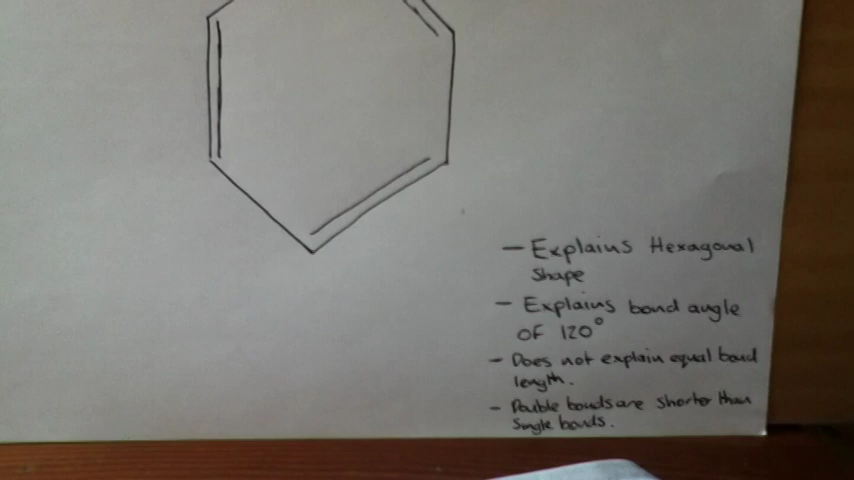 - Explains Hexagonal
Shape
- Explains bond angle
OF 120°
- Does not explain equal bond
length.
- Double bonds are shorter than
Single bonds.